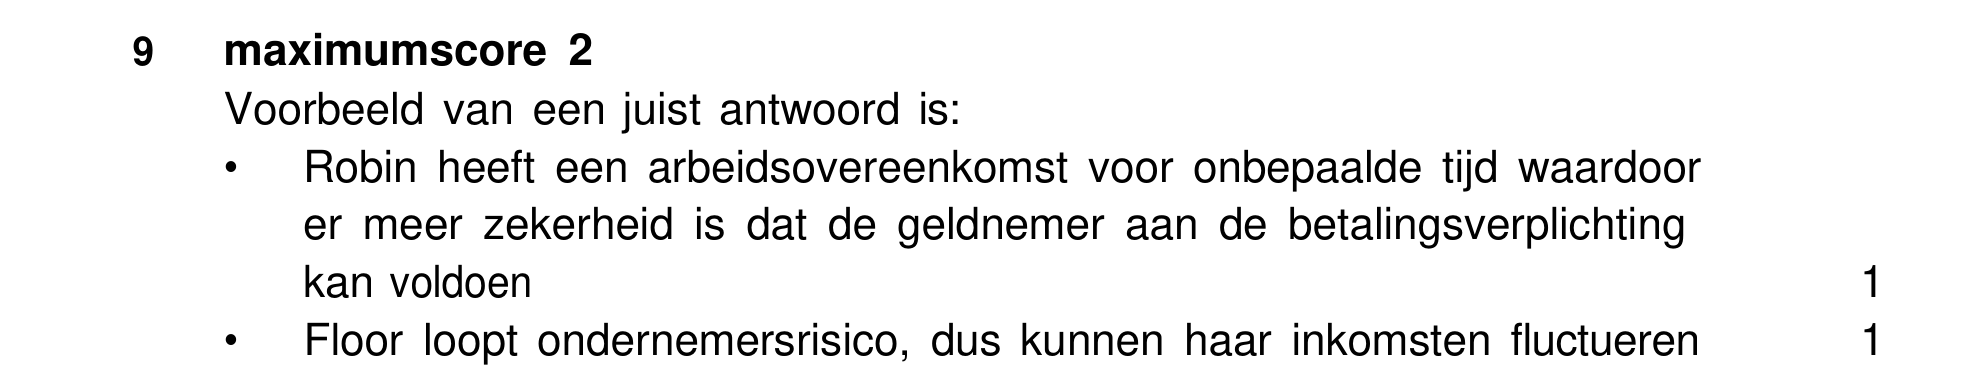 9 maximumscore 2
Voorbeeld van een juist antwoord is:
• Robin heeft een arbeidsovereenkomst voor onbepaalde tijd waardoor
er meer zekerheid is dat de geldnemer aan de betalingsverplichting
kan voldoen 1
• Floor loopt ondernemersrisico, dus kunnen haar inkomsten fluctueren 1